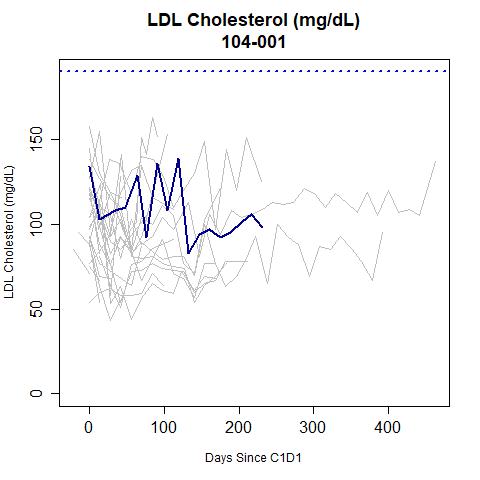 LDL Cholesterol (mg/dL)
104-001
LDL Cholesterol (mg/dL)
150
100
50
0
0 100 200 300 400
Days Since C1D1